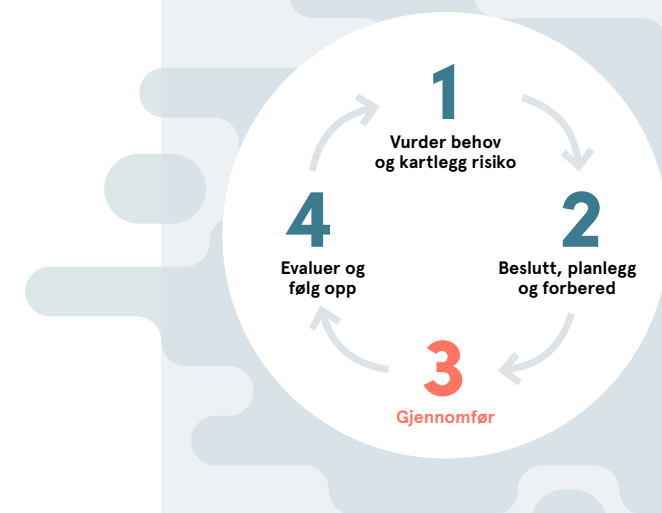 1
Vurder behov
og kartlegg risiko
2
Beslutt, planlegg
og forbered
3
Gjennomfør
4
Evaluer og
følg opp